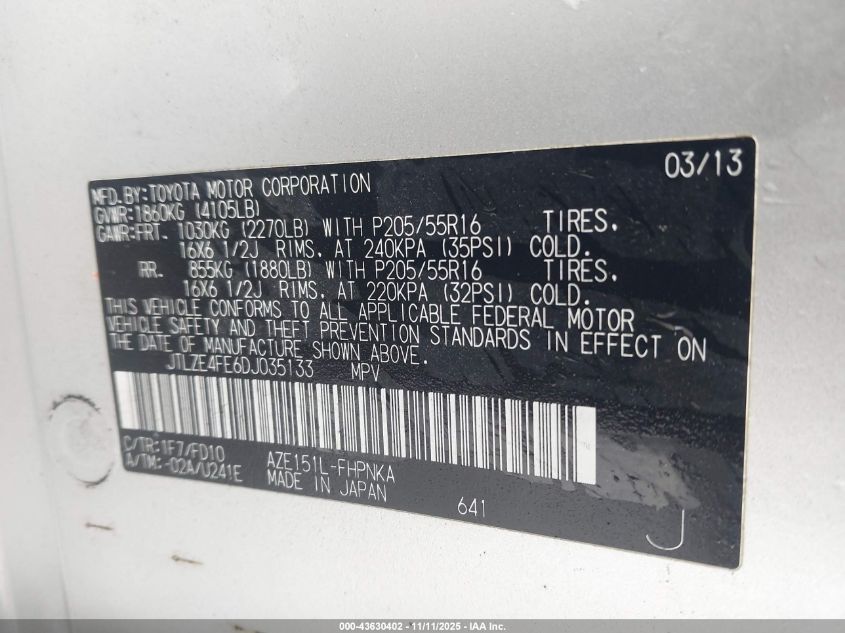 03/13
MFD.BY:TOYOTA MOTOR CORPORATION
GVWR:1860KG (4105LB)
GAWR:FRT. 1030KG (2270LB) WITH P205/55R16 TIRES,
16X6 1/2J RIMS, AT 240KPA (35PSI) COLD.
RR. 855KG (1880LB) WITH P205/55R16 TIRES,
16X6 1/2J RIMS, AT 220KPA (32PSI) COLD.
THIS VEHICLE CONFORMS TO ALL APPLICABLE FEDERAL MOTOR
VEHICLE SAFETY AND THEFT PREVENTION STANDARDS IN EFFECT ON
THE DATE OF MANUFACTURE SHOWN ABOVE.
JTLZE4FE6DJ035133 MPV
C/TR:1F7/FD10
A/TM:-02A/U241E
AZE151L-FHPNKA
MADE IN JAPAN
641
J
000-43630402 - 11/11/2025 - IAA Inc.